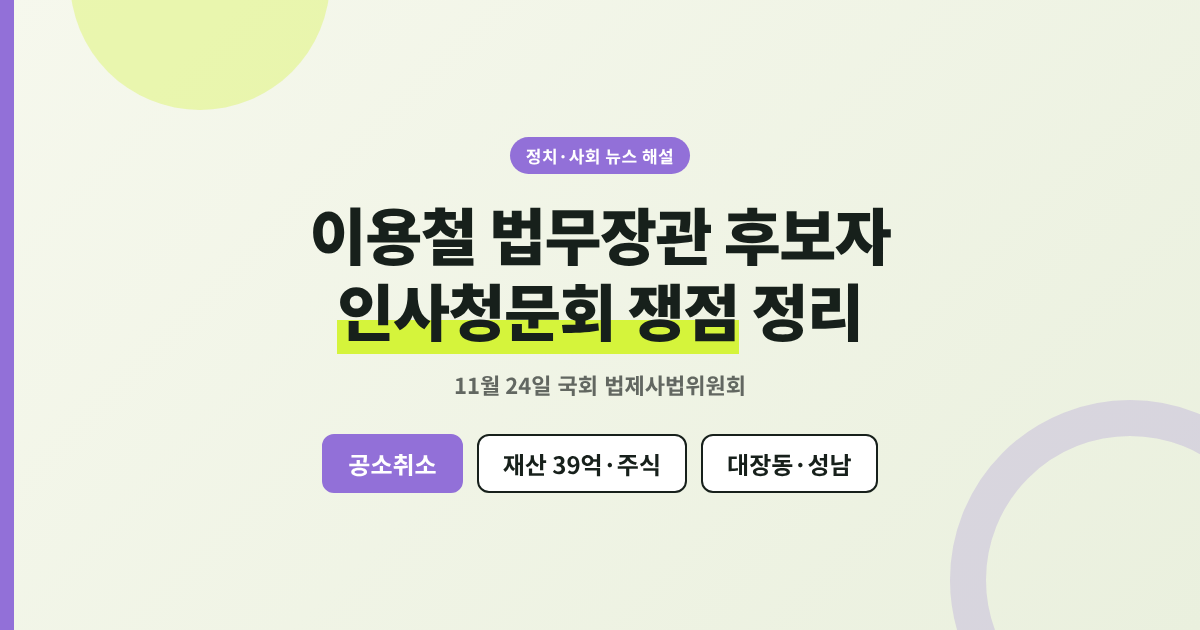 정치·사회 뉴스 해설
이용철 법무장관 후보자
인사청문회 쟁점 정리
11월 24일 국회 법제사법위원회
공소취소
재산 39억·주식
대장동·성남